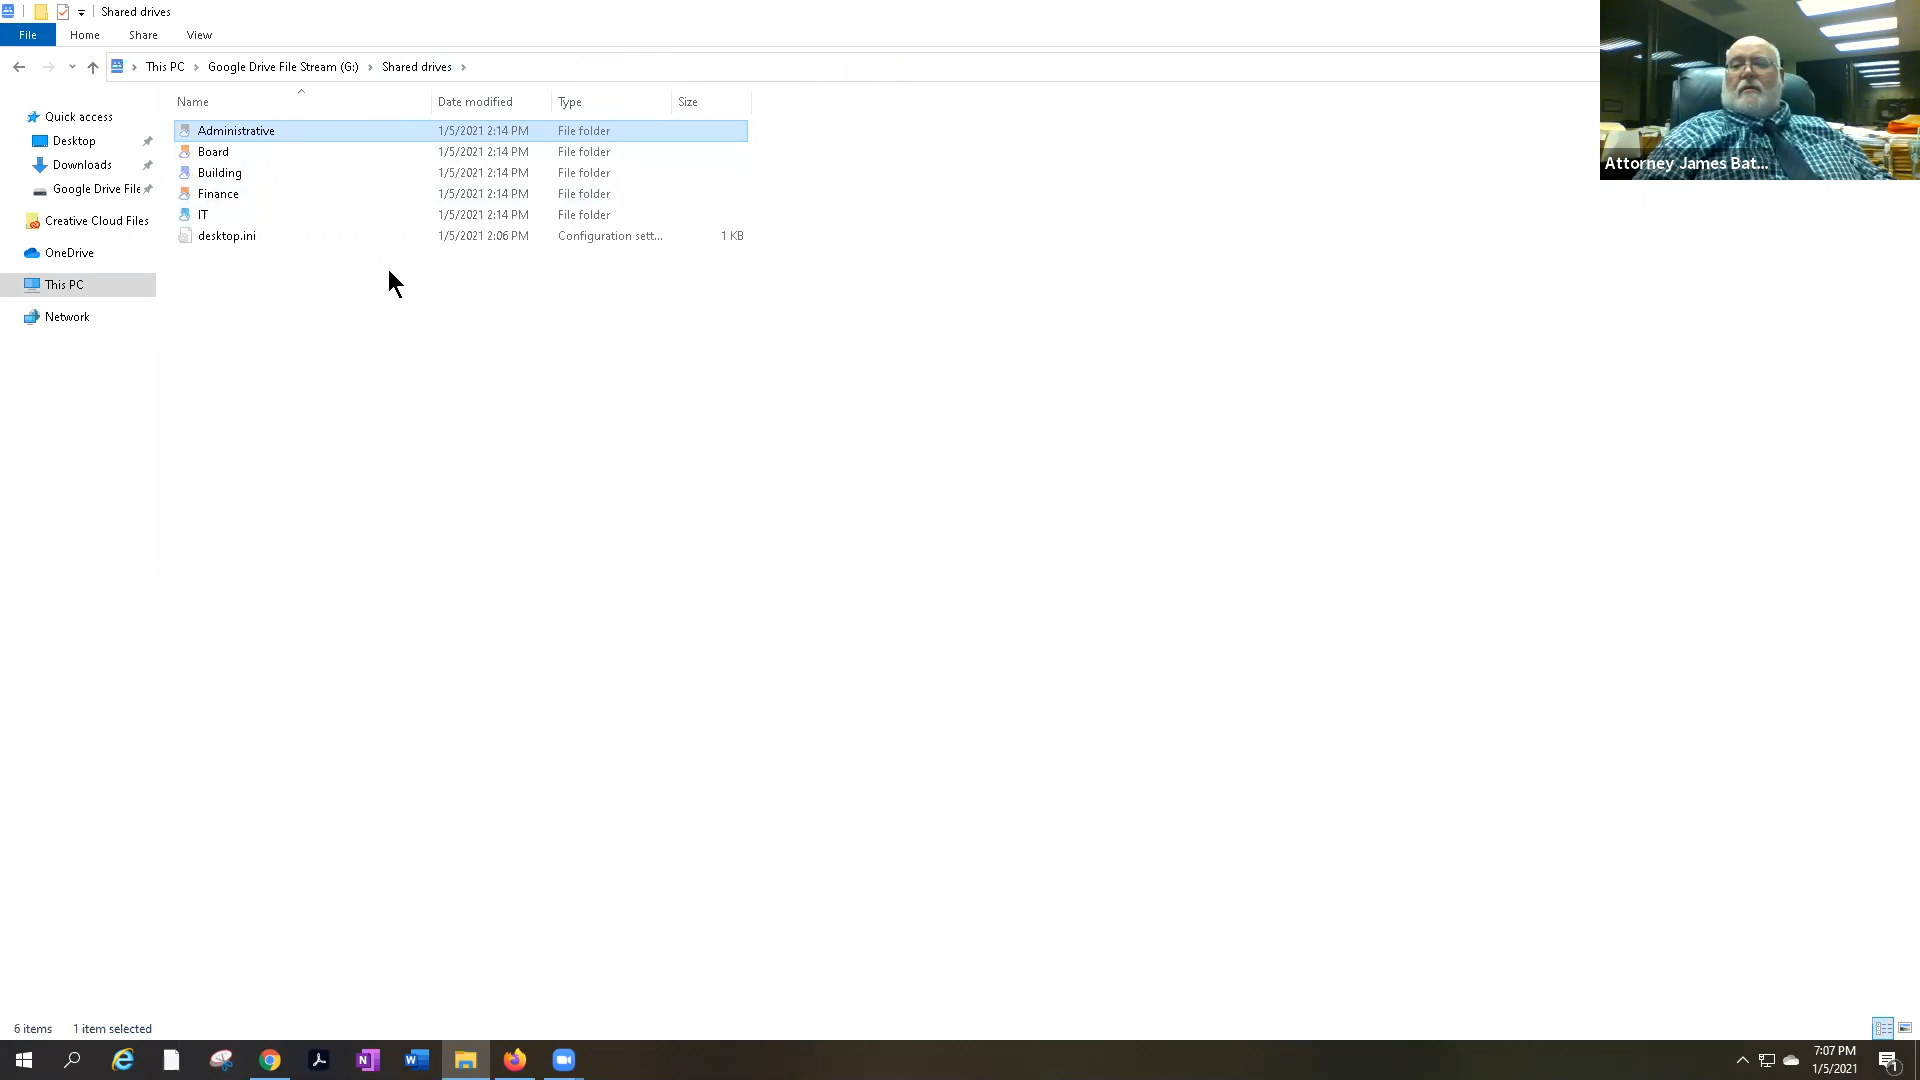 Shared drives
File Home Share View
This PC Google Drive File Stream (G:) Shared drives
Name Date modified Type Size
Quick access
Desktop
Downloads
Google Drive File
Creative Cloud Files
OneDrive
This PC
Network
Administrative 1/5/2021 2:14 PM File folder
Board 1/5/2021 2:14 PM File folder
Building 1/5/2021 2:14 PM File folder
Finance 1/5/2021 2:14 PM File folder
IT 1/5/2021 2:14 PM File folder
desktop.ini 1/5/2021 2:06 PM Configuration sett... 1 KB
Attorney James Bat...
6 items 1 item selected
7:07 PM
1/5/2021
1